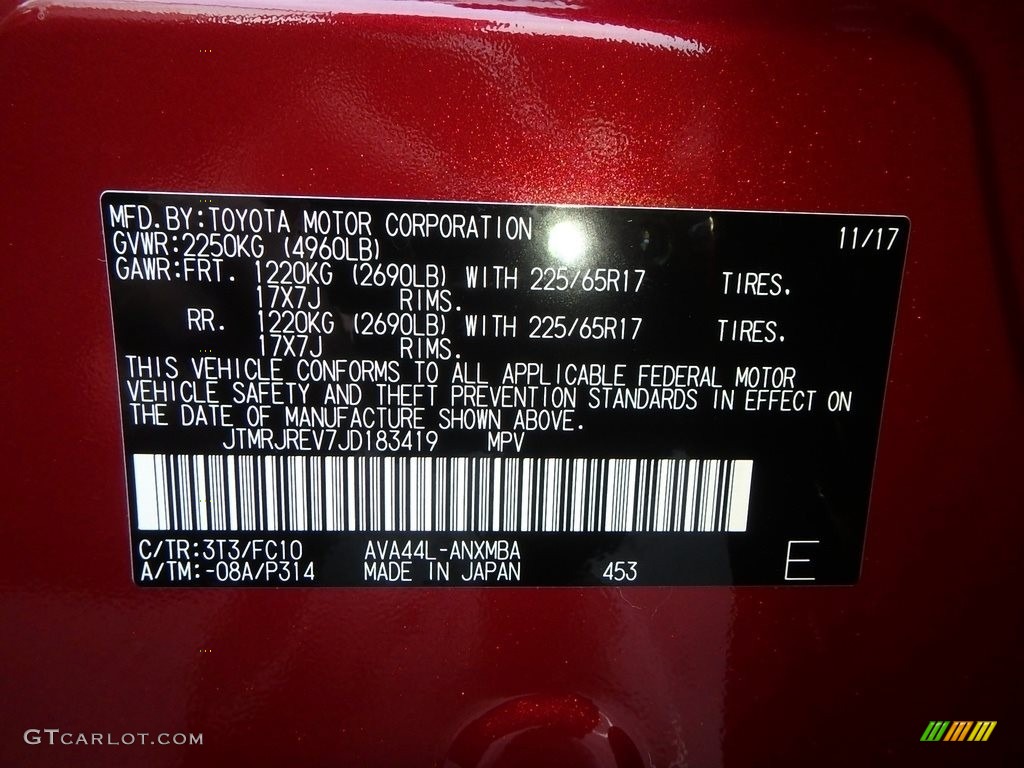 MFD.BY:TOYOTA MOTOR CORPORATION 11/17
GVWR:2250KG (4960LB)
GAWR:FRT. 1220KG (2690LB) WITH 225/65R17 TIRES.
17X7J RIMS.
RR. 1220KG (2690LB) WITH 225/65R17 TIRES.
17X7J RIMS.
THIS VEHICLE CONFORMS TO ALL APPLICABLE FEDERAL MOTOR
VEHICLE SAFETY AND THEFT PREVENTION STANDARDS IN EFFECT ON
THE DATE OF MANUFACTURE SHOWN ABOVE.
JTMRJREV7JD183419 MPV
C/TR:3T3/FC10 AVA44L-ANXMBA
A/TM:-08A/P314 MADE IN JAPAN 453 E
GTCARLOT.COM